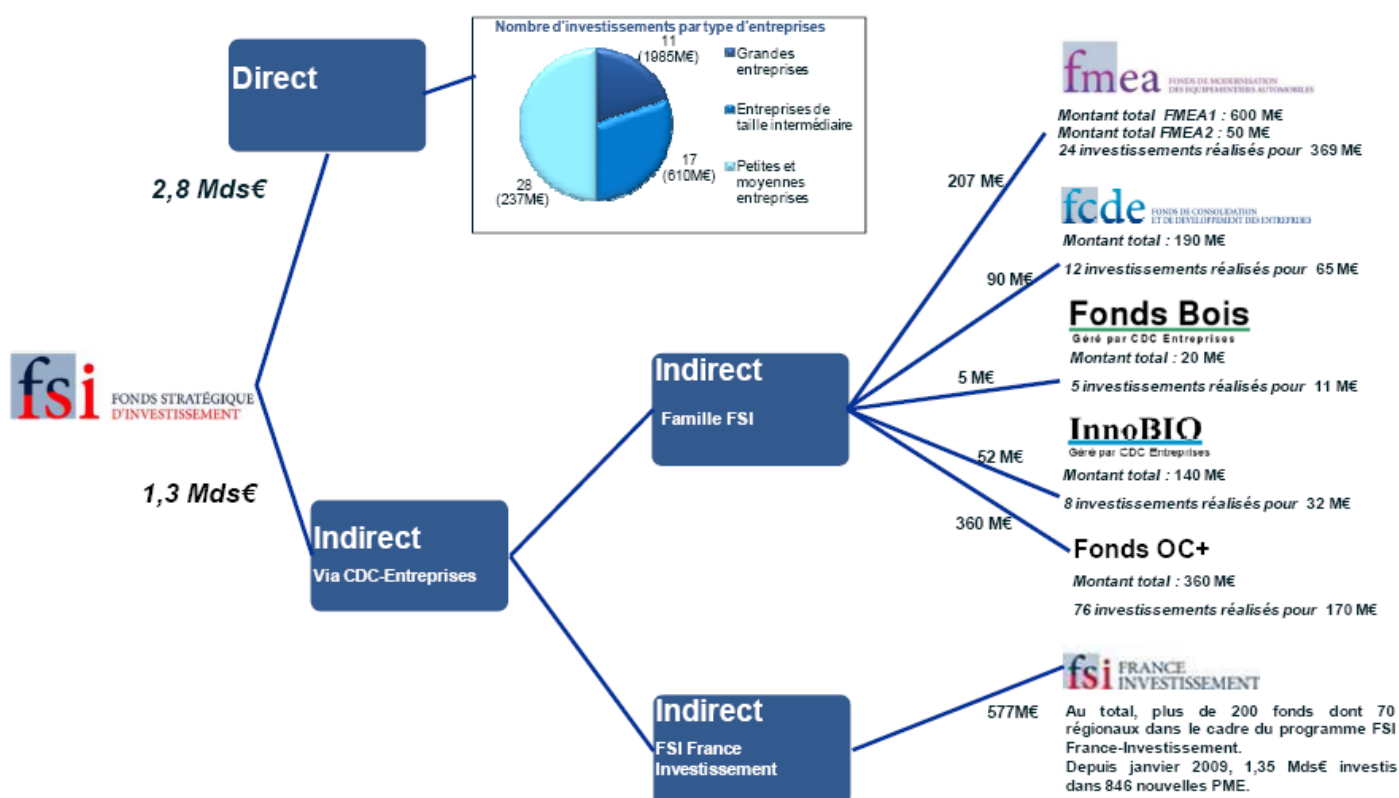 Nombre d'investissements par type d'entreprises
11
(1985M€)
Grandes
entreprises
Entreprises de
taille intermédiaire
17
(610M€)
Petites et
moyennes
entreprises
28
(237M€)
Direct
2,8 Mds€
fsi FONDS STRATÉGIQUE
D'INVESTISSEMENT
1,3 Mds€
Indirect
Via CDC-Entreprises
Indirect
Famille FSI
207 M€
fmea FONDS DE MODERNISATION
DES EQUIPEMENTIERS AUTOMOBILES
Montant total FMEA1 : 600 M€
Montant total FMEA2 : 50 M€
24 investissements réalisés pour 369 M€
90 M€
fcde FONDS DE CONSOLIDATION
ET DE DEVELOPPEMENT DES ENTREPRISES
Montant total : 190 M€
12 investissements réalisés pour 65 M€
5 M€
Fonds Bois
Géré par CDC Entreprises
Montant total : 20 M€
5 investissements réalisés pour 11 M€
52 M€
InnoBIO
Géré par CDC Entreprises
Montant total : 140 M€
8 investissements réalisés pour 32 M€
360 M€
Fonds OC+
Montant total : 360 M€
76 investissements réalisés pour 170 M€
Indirect
FSI France
Investissement
577M€
fsi FRANCE
INVESTISSEMENT
Au total, plus de 200 fonds dont 70
régionaux dans le cadre du programme FSI
France-Investissement.
Depuis janvier 2009, 1,35 Mds€ investis
dans 846 nouvelles PME.